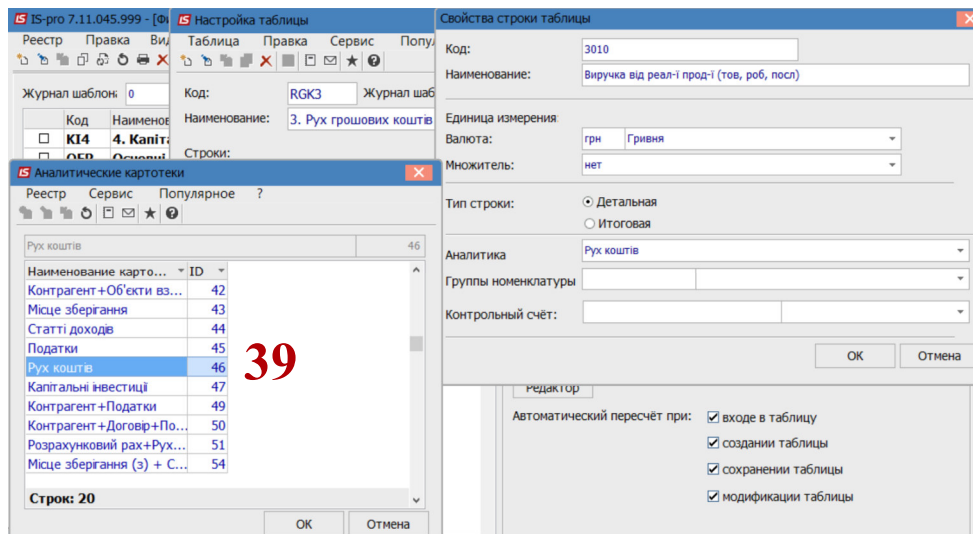 IS-pro 7.11.045.999 - [Фи
Реестр Правка Вид
Журнал шаблон 0
Код Наименов
KI4 4. Капіта
Основні
Настройка таблицы
Таблица Правка Сервис Попул
Код: RGK3 Журнал шаб
Наименование: 3. Рух грошових коштів
Строки:
Свойства строки таблицы
Код: 3010
Наименование: Виручка від реал-ї прод-ї (тов, роб, посл)
Единица измерения:
Валюта: грн Гривня
Множитель: нет
Тип строки: Детальная
Итоговая
Аналитика Рух коштів
Группы номенклатуры
Контрольный счёт:
ОК Отмена
Аналитические картотеки
Реестр Сервис Популярное ?
Рух коштів 46
Наименование карто... ID
Контрагент+Об'єкти вз... 42
Місце зберігання 43
Статті доходів 44
Податки 45
Рух коштів 46
Капітальні інвестиції 47
Контрагент+Податки 49
Контрагент+Договір+По... 50
Розрахунковий рах+Рух... 51
Місце зберігання (з) + С... 54
Строк: 20
ОК Отмена
39
Редактор
Автоматический пересчёт при: входе в таблицу
создании таблицы
сохранении таблицы
модификации таблицы